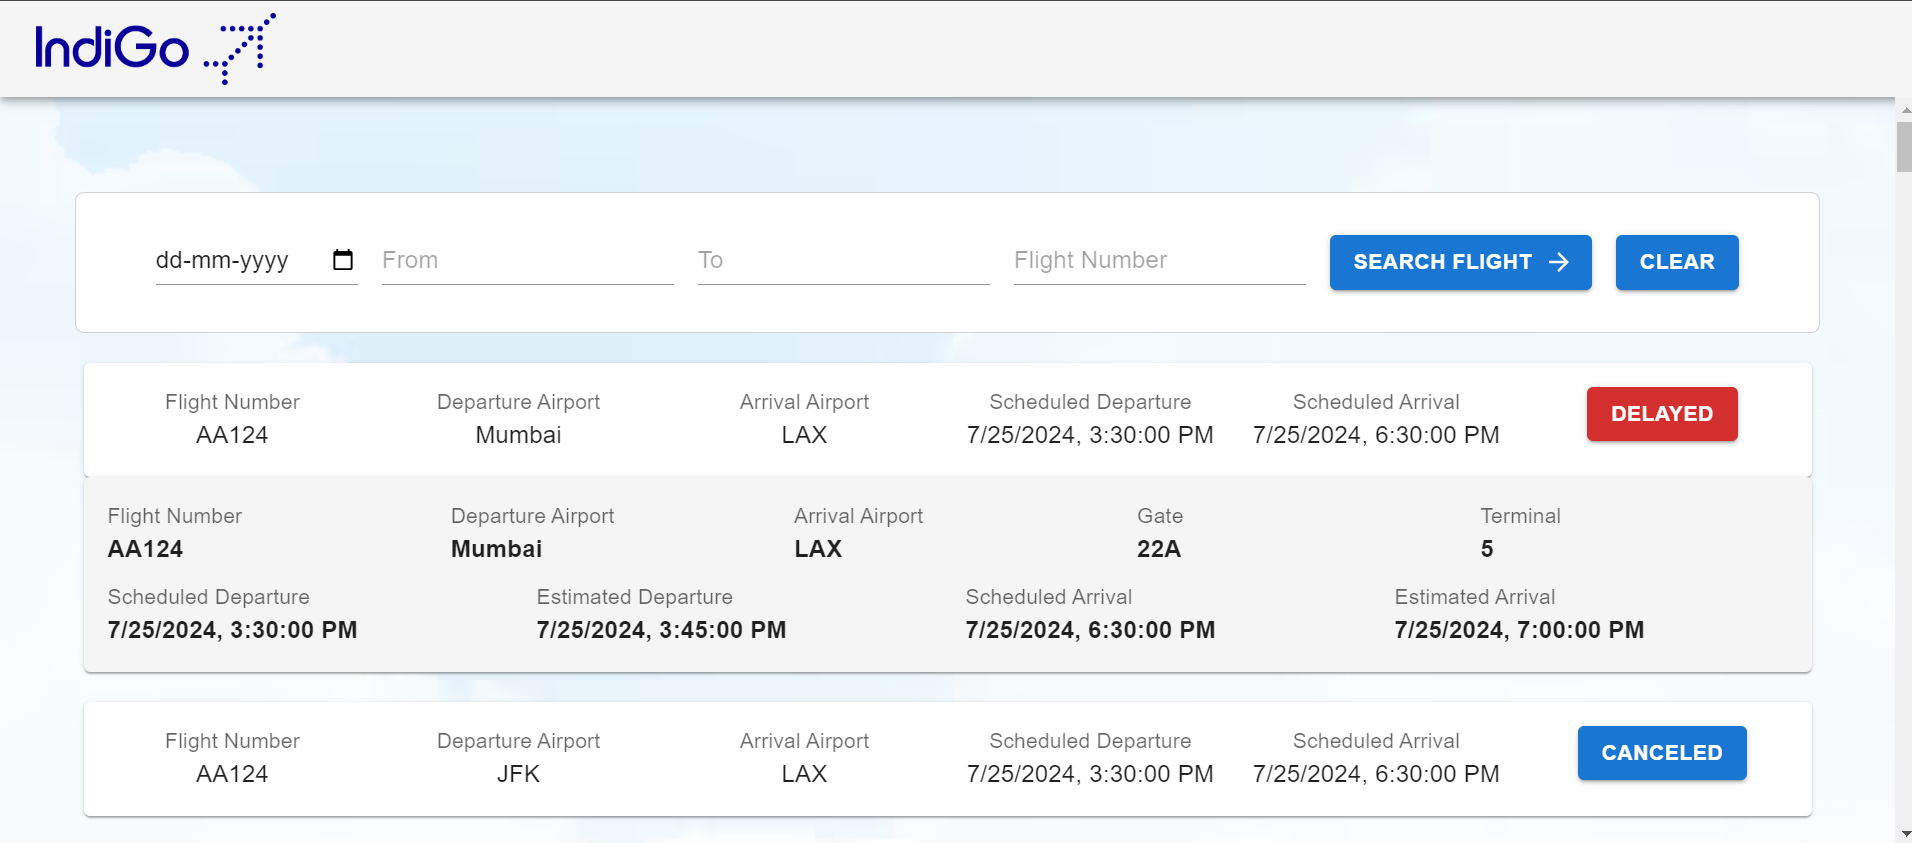 IndiGo
dd-mm-yyyy From To Flight Number SEARCH FLIGHT CLEAR
Flight Number Departure Airport Arrival Airport Scheduled Departure Scheduled Arrival DELAYED
AA124 Mumbai LAX 7/25/2024, 3:30:00 PM 7/25/2024, 6:30:00 PM
Flight Number Departure Airport Arrival Airport Gate Terminal
AA124 Mumbai LAX 22A 5
Scheduled Departure Estimated Departure Scheduled Arrival Estimated Arrival
7/25/2024, 3:30:00 PM 7/25/2024, 3:45:00 PM 7/25/2024, 6:30:00 PM 7/25/2024, 7:00:00 PM
Flight Number Departure Airport Arrival Airport Scheduled Departure Scheduled Arrival CANCELED
AA124 JFK LAX 7/25/2024, 3:30:00 PM 7/25/2024, 6:30:00 PM